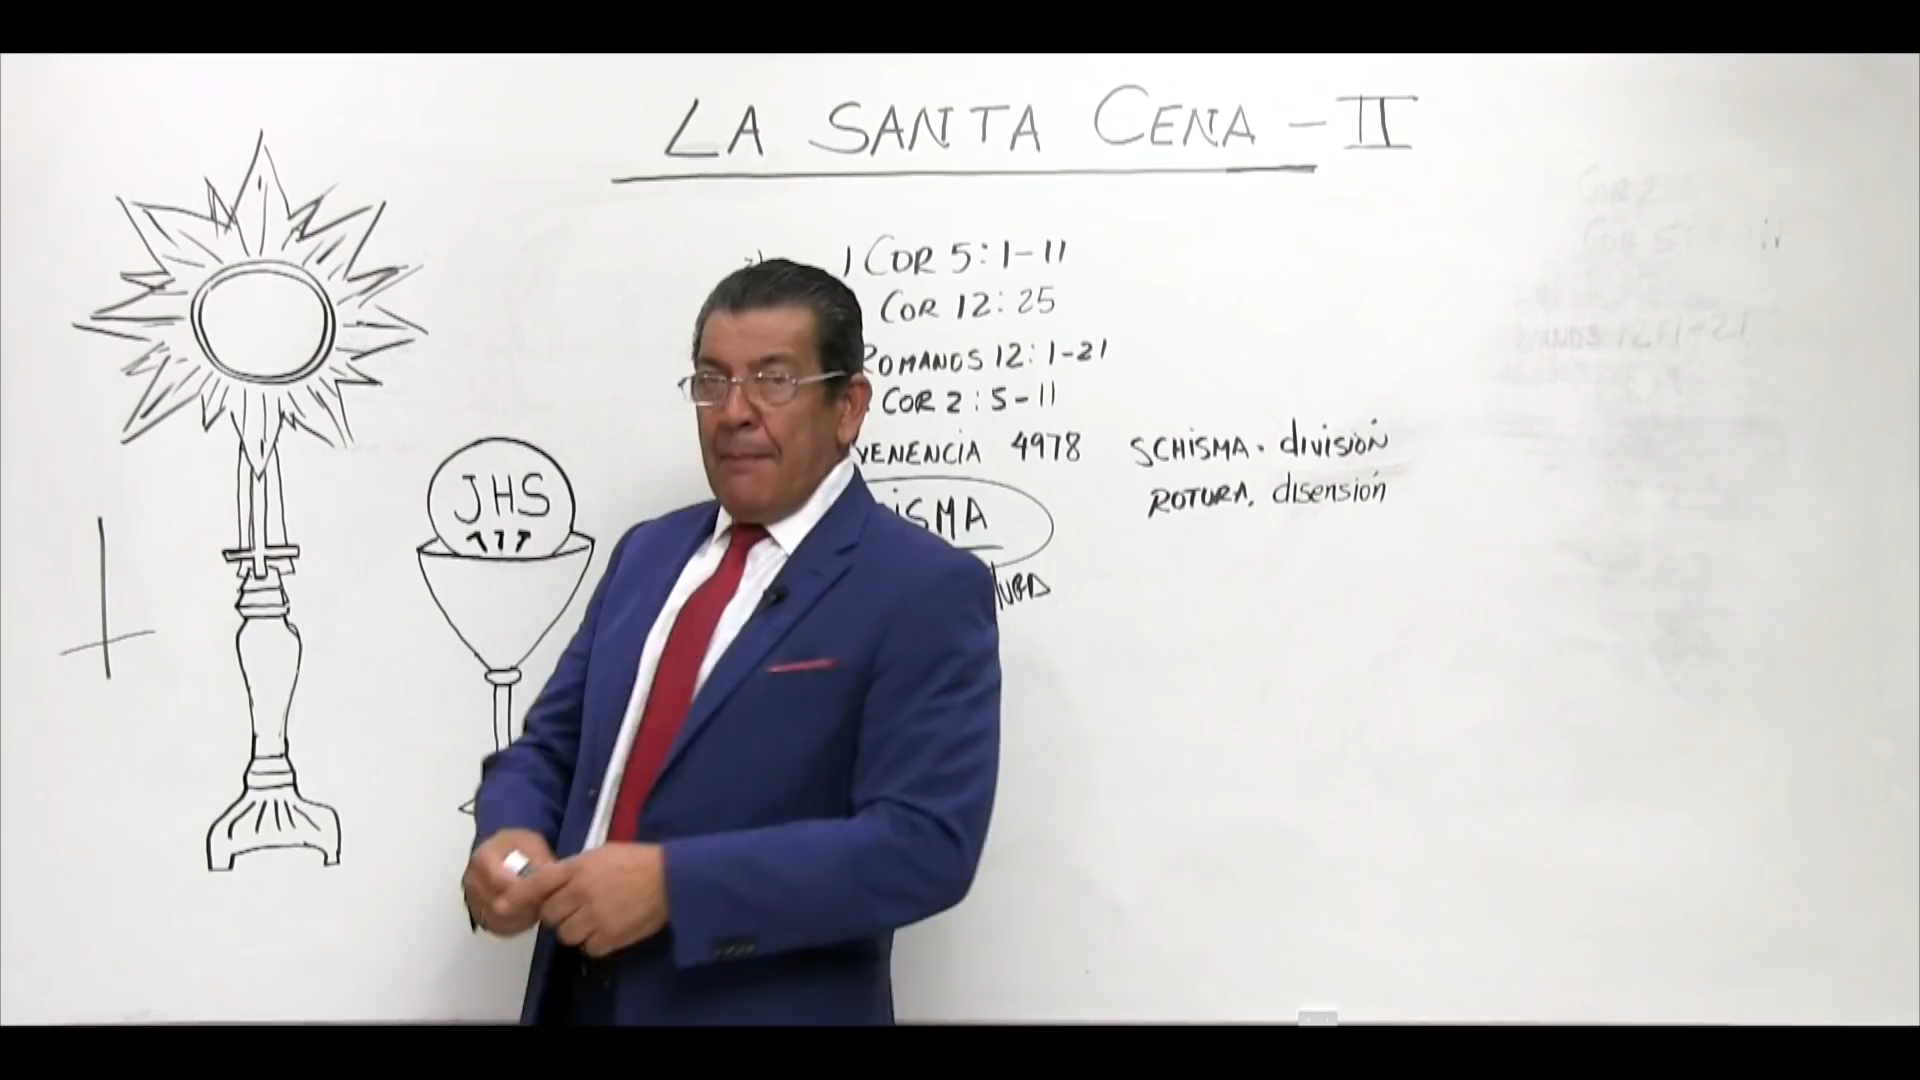 LA SANTA CENA - II
1 COR 5:1-11
COR 12:25
ROMANOS 12:1-21
COR 2:5-11
VENENCIA 4978 SCHISMA. división
ROTURA, disensión
JHS
ISMA